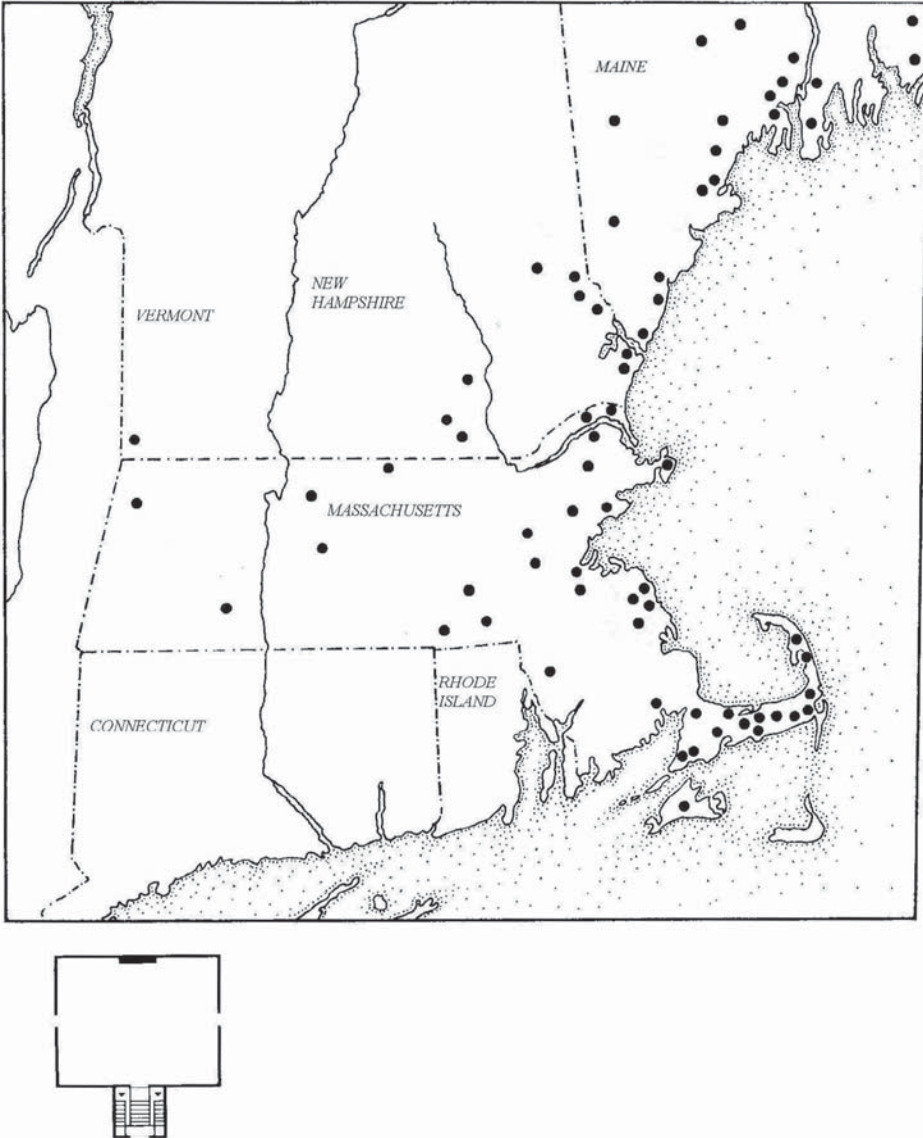 MAINE
NEW
HAMPSHIRE
VERMONT
MASSACHUSETTS
RHODE
ISLAND
CONNECTICUT